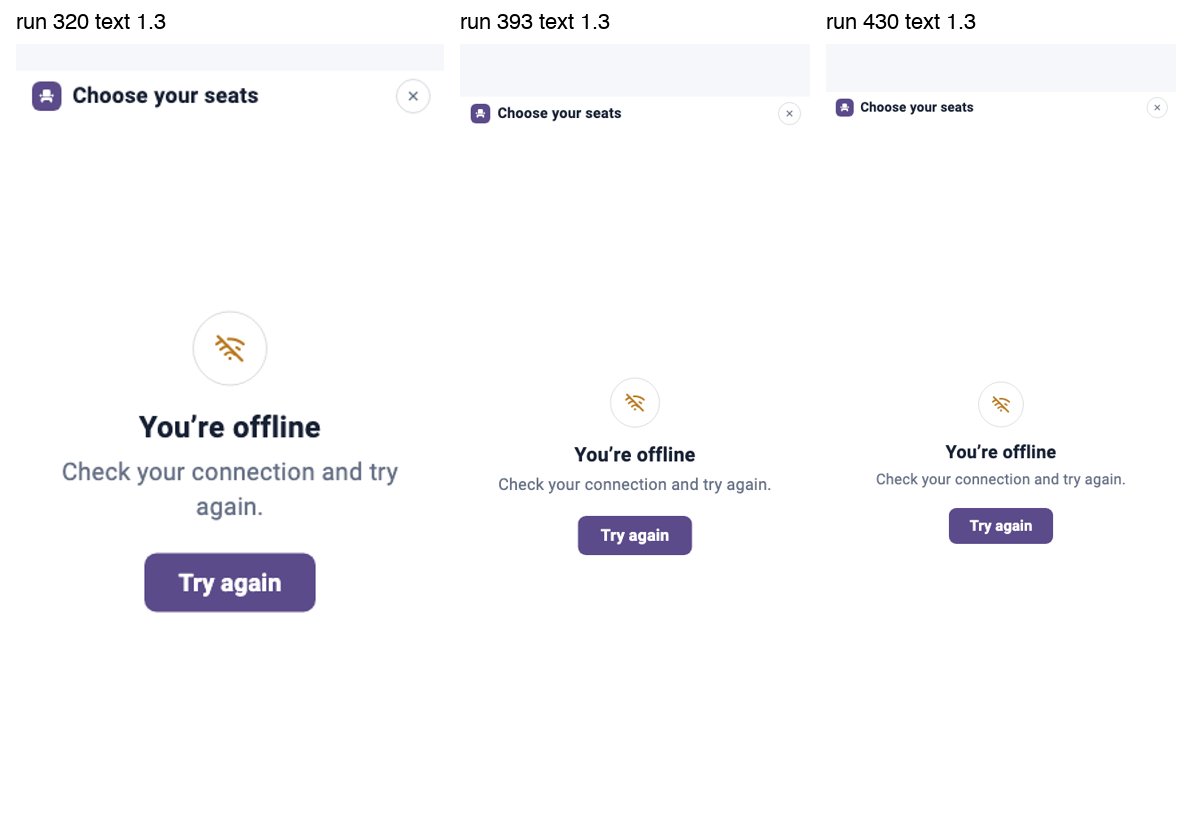 run 320 text 1.3
Choose your seats
You’re offline
Check your connection and try
again.
Try again
run 393 text 1.3
Choose your seats
You’re offline
Check your connection and try again.
Try again
run 430 text 1.3
Choose your seats
You’re offline
Check your connection and try again.
Try again